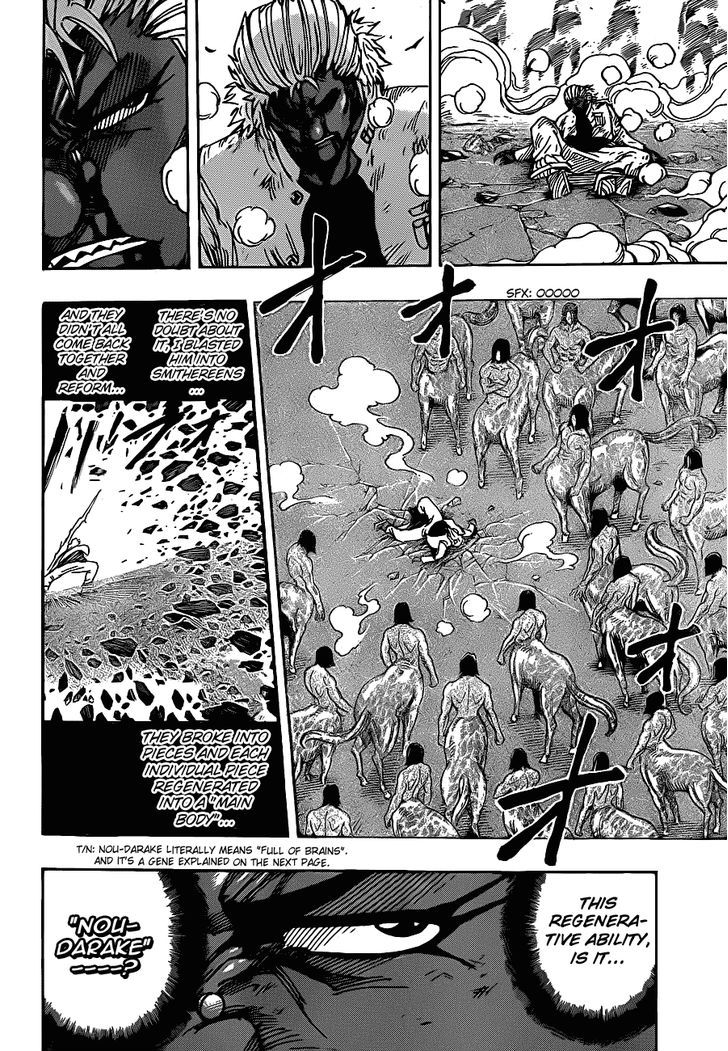 SFX: OOOOO
オ
オ
オ
THERE'S NO
DOUBT ABOUT
IT, I BLASTED
HIM INTO
SMITHEREENS
...
AND THEY
DIDN'T ALL
COME BACK
TOGETHER
AND
REFORM...
オ
オ
THEY BROKE INTO
PIECES AND EACH
INDIVIDUAL PIECE
REGENERATED
INTO A "MAIN
BODY"...
T/N: NOU-DARAKE LITERALLY MEANS "FULL OF BRAINS".
AND IT'S A GENE EXPLAINED ON THE NEXT PAGE.
THIS
REGENERA-
TIVE ABILITY,
IS IT...
"NOU-
DARAKE"
----?